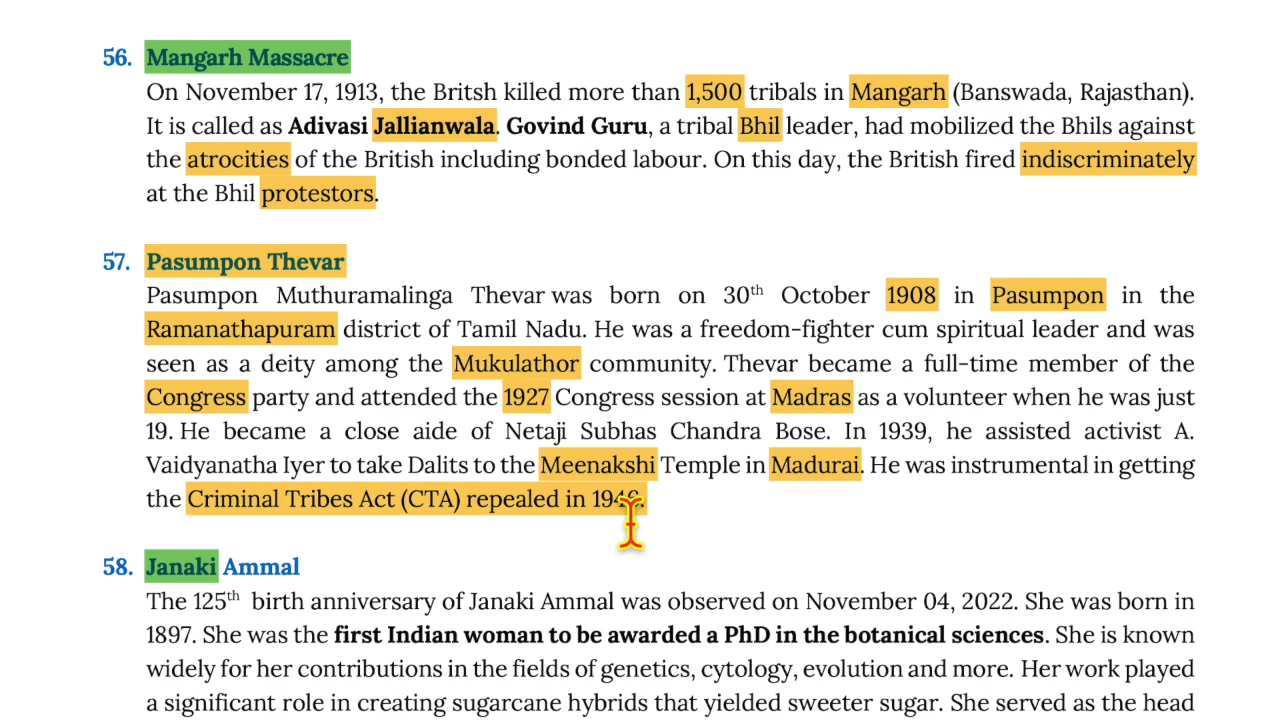 56. Mangarh Massacre
On November 17, 1913, the Britsh killed more than 1,500 tribals in Mangarh (Banswada, Rajasthan).
It is called as Adivasi Jallianwala. Govind Guru, a tribal Bhil leader, had mobilized the Bhils against
the atrocities of the British including bonded labour. On this day, the British fired indiscriminately
at the Bhil protestors.
57. Pasumpon Thevar
Pasumpon Muthuramalinga Thevar was born on 30th October 1908 in Pasumpon in the
Ramanathapuram district of Tamil Nadu. He was a freedom-fighter cum spiritual leader and was
seen as a deity among the Mukulathor community. Thevar became a full-time member of the
Congress party and attended the 1927 Congress session at Madras as a volunteer when he was just
19. He became a close aide of Netaji Subhas Chandra Bose. In 1939, he assisted activist A.
Vaidyanatha Iyer to take Dalits to the Meenakshi Temple in Madurai. He was instrumental in getting
the Criminal Tribes Act (CTA) repealed in
58. Janaki Ammal
The 125th birth anniversary of Janaki Ammal was observed on November 04, 2022. She was born in
1897. She was the first Indian woman to be awarded a PhD in the botanical sciences. She is known
widely for her contributions in the fields of genetics, cytology, evolution and more. Her work played
a significant role in creating sugarcane hybrids that yielded sweeter sugar. She served as the head